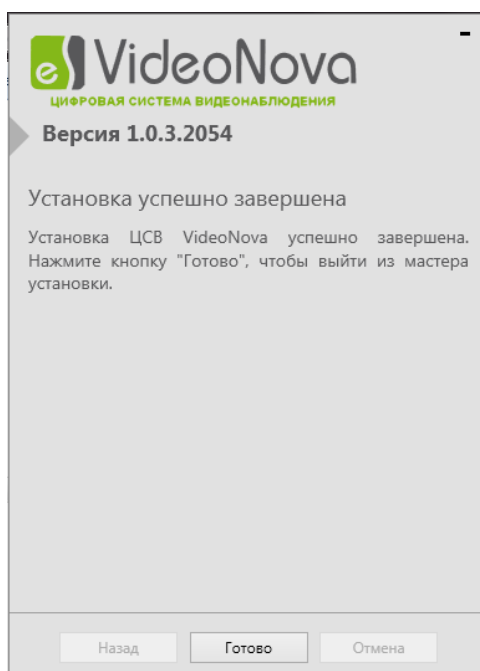 eS VideoNova
ЦИФРОВАЯ СИСТЕМА ВИДЕОНАБЛЮДЕНИЯ
Версия 1.0.3.2054
Установка успешно завершена
Установка ЦСВ VideoNova успешно завершена.
Нажмите кнопку "Готово", чтобы выйти из мастера
установки.
Назад Готово Отмена